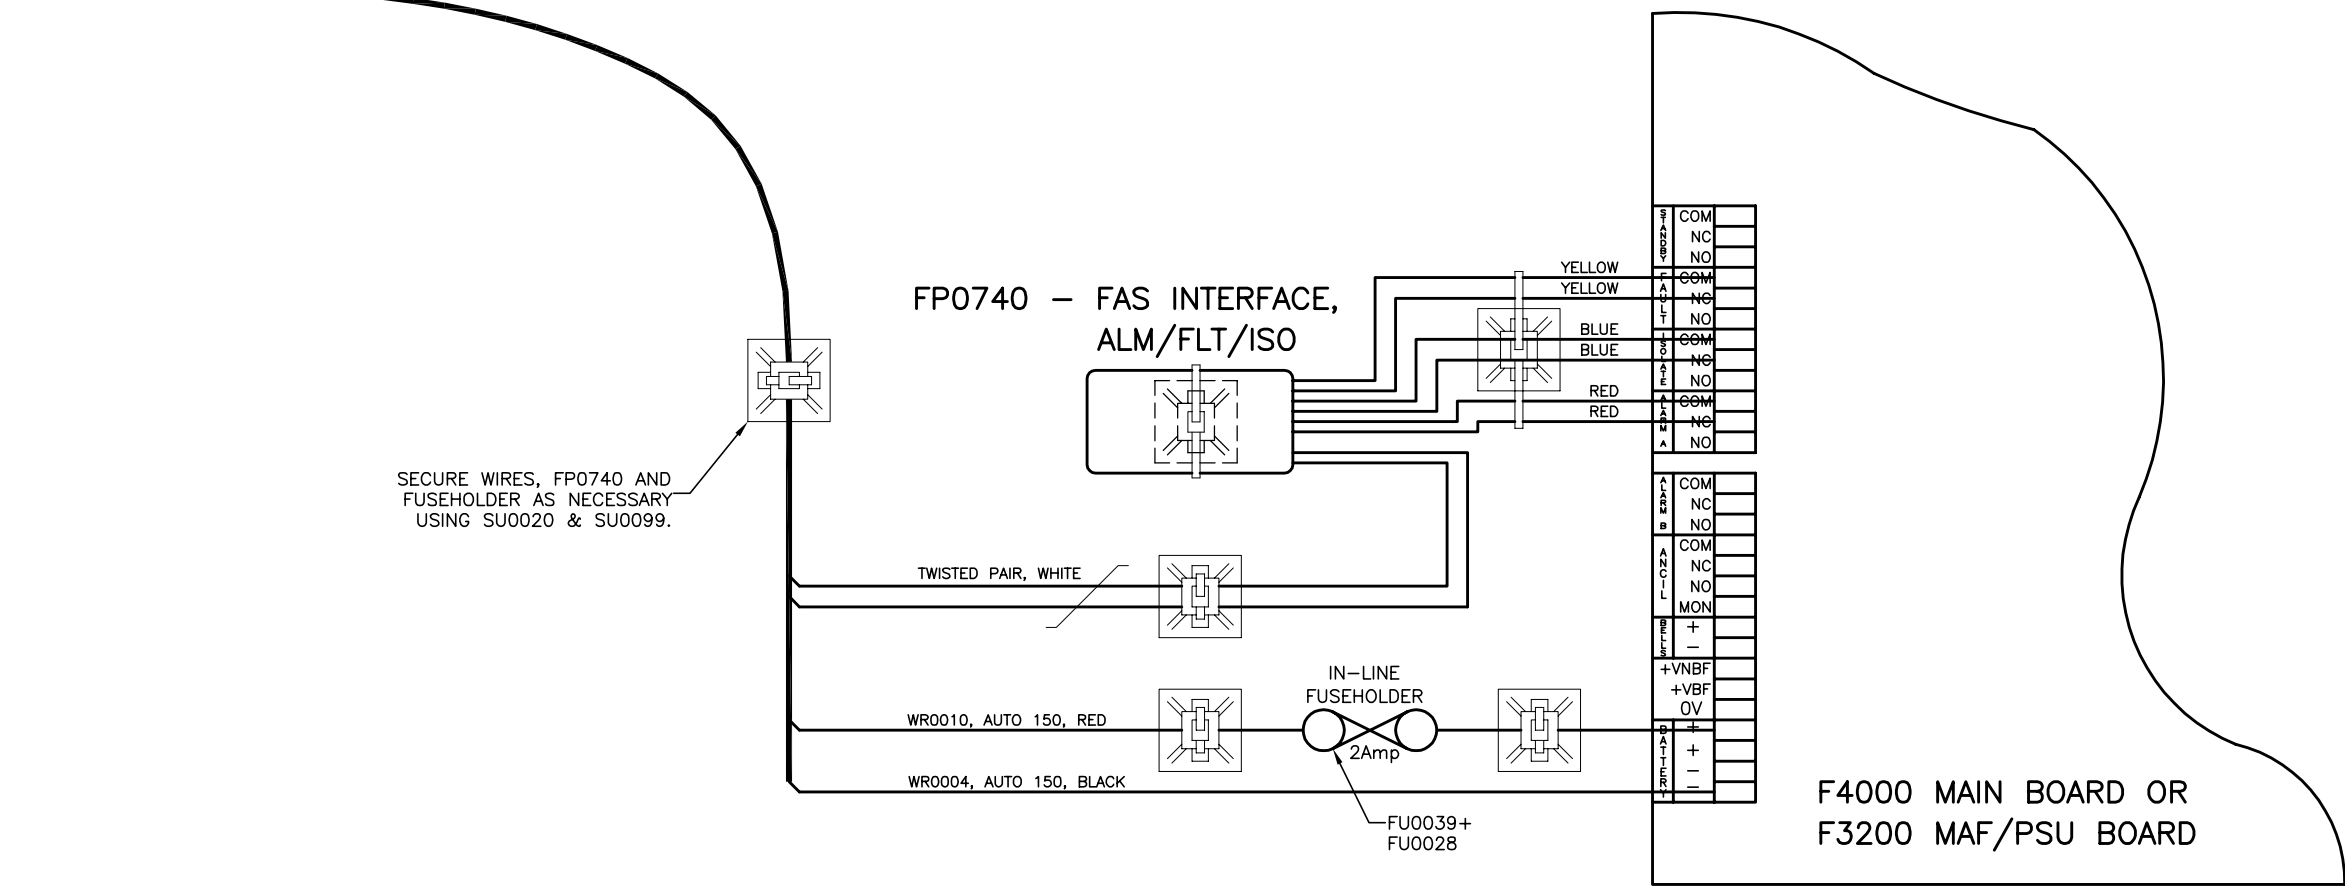 FP0740 – FAS INTERFACE,
ALM/FLT/ISO
YELLOW
YELLOW
BLUE
BLUE
RED
RED
SECURE WIRES, FP0740 AND
FUSEHOLDER AS NECESSARY
USING SU0020 & SU0099.
TWISTED PAIR, WHITE
WR0010, AUTO 150, RED
IN–LINE
FUSEHOLDER
2Amp
WR0004, AUTO 150, BLACK
FU0039+
FU0028
STANDBY
COM
NC
NO
FAULT
COM
NC
NO
ISOLATE
COM
NC
NO
ALARM A
COM
NC
NO
ALARM B
COM
NC
NO
ANCIL
COM
NC
NO
MON
BELLS
+
–
+VNBF
+VBF
0V
BATTERY
+
+
–
–
F4000 MAIN BOARD OR
F3200 MAF/PSU BOARD